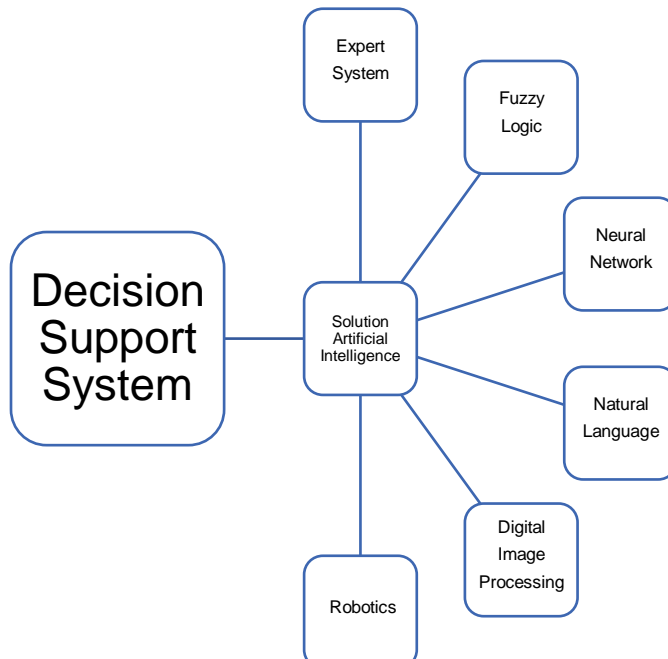 Expert
System
Fuzzy
Logic
Neural
Network
Decision
Support
System
Solution
Artificial
Intelligence
Natural
Language
Digital
Image
Processing
Robotics